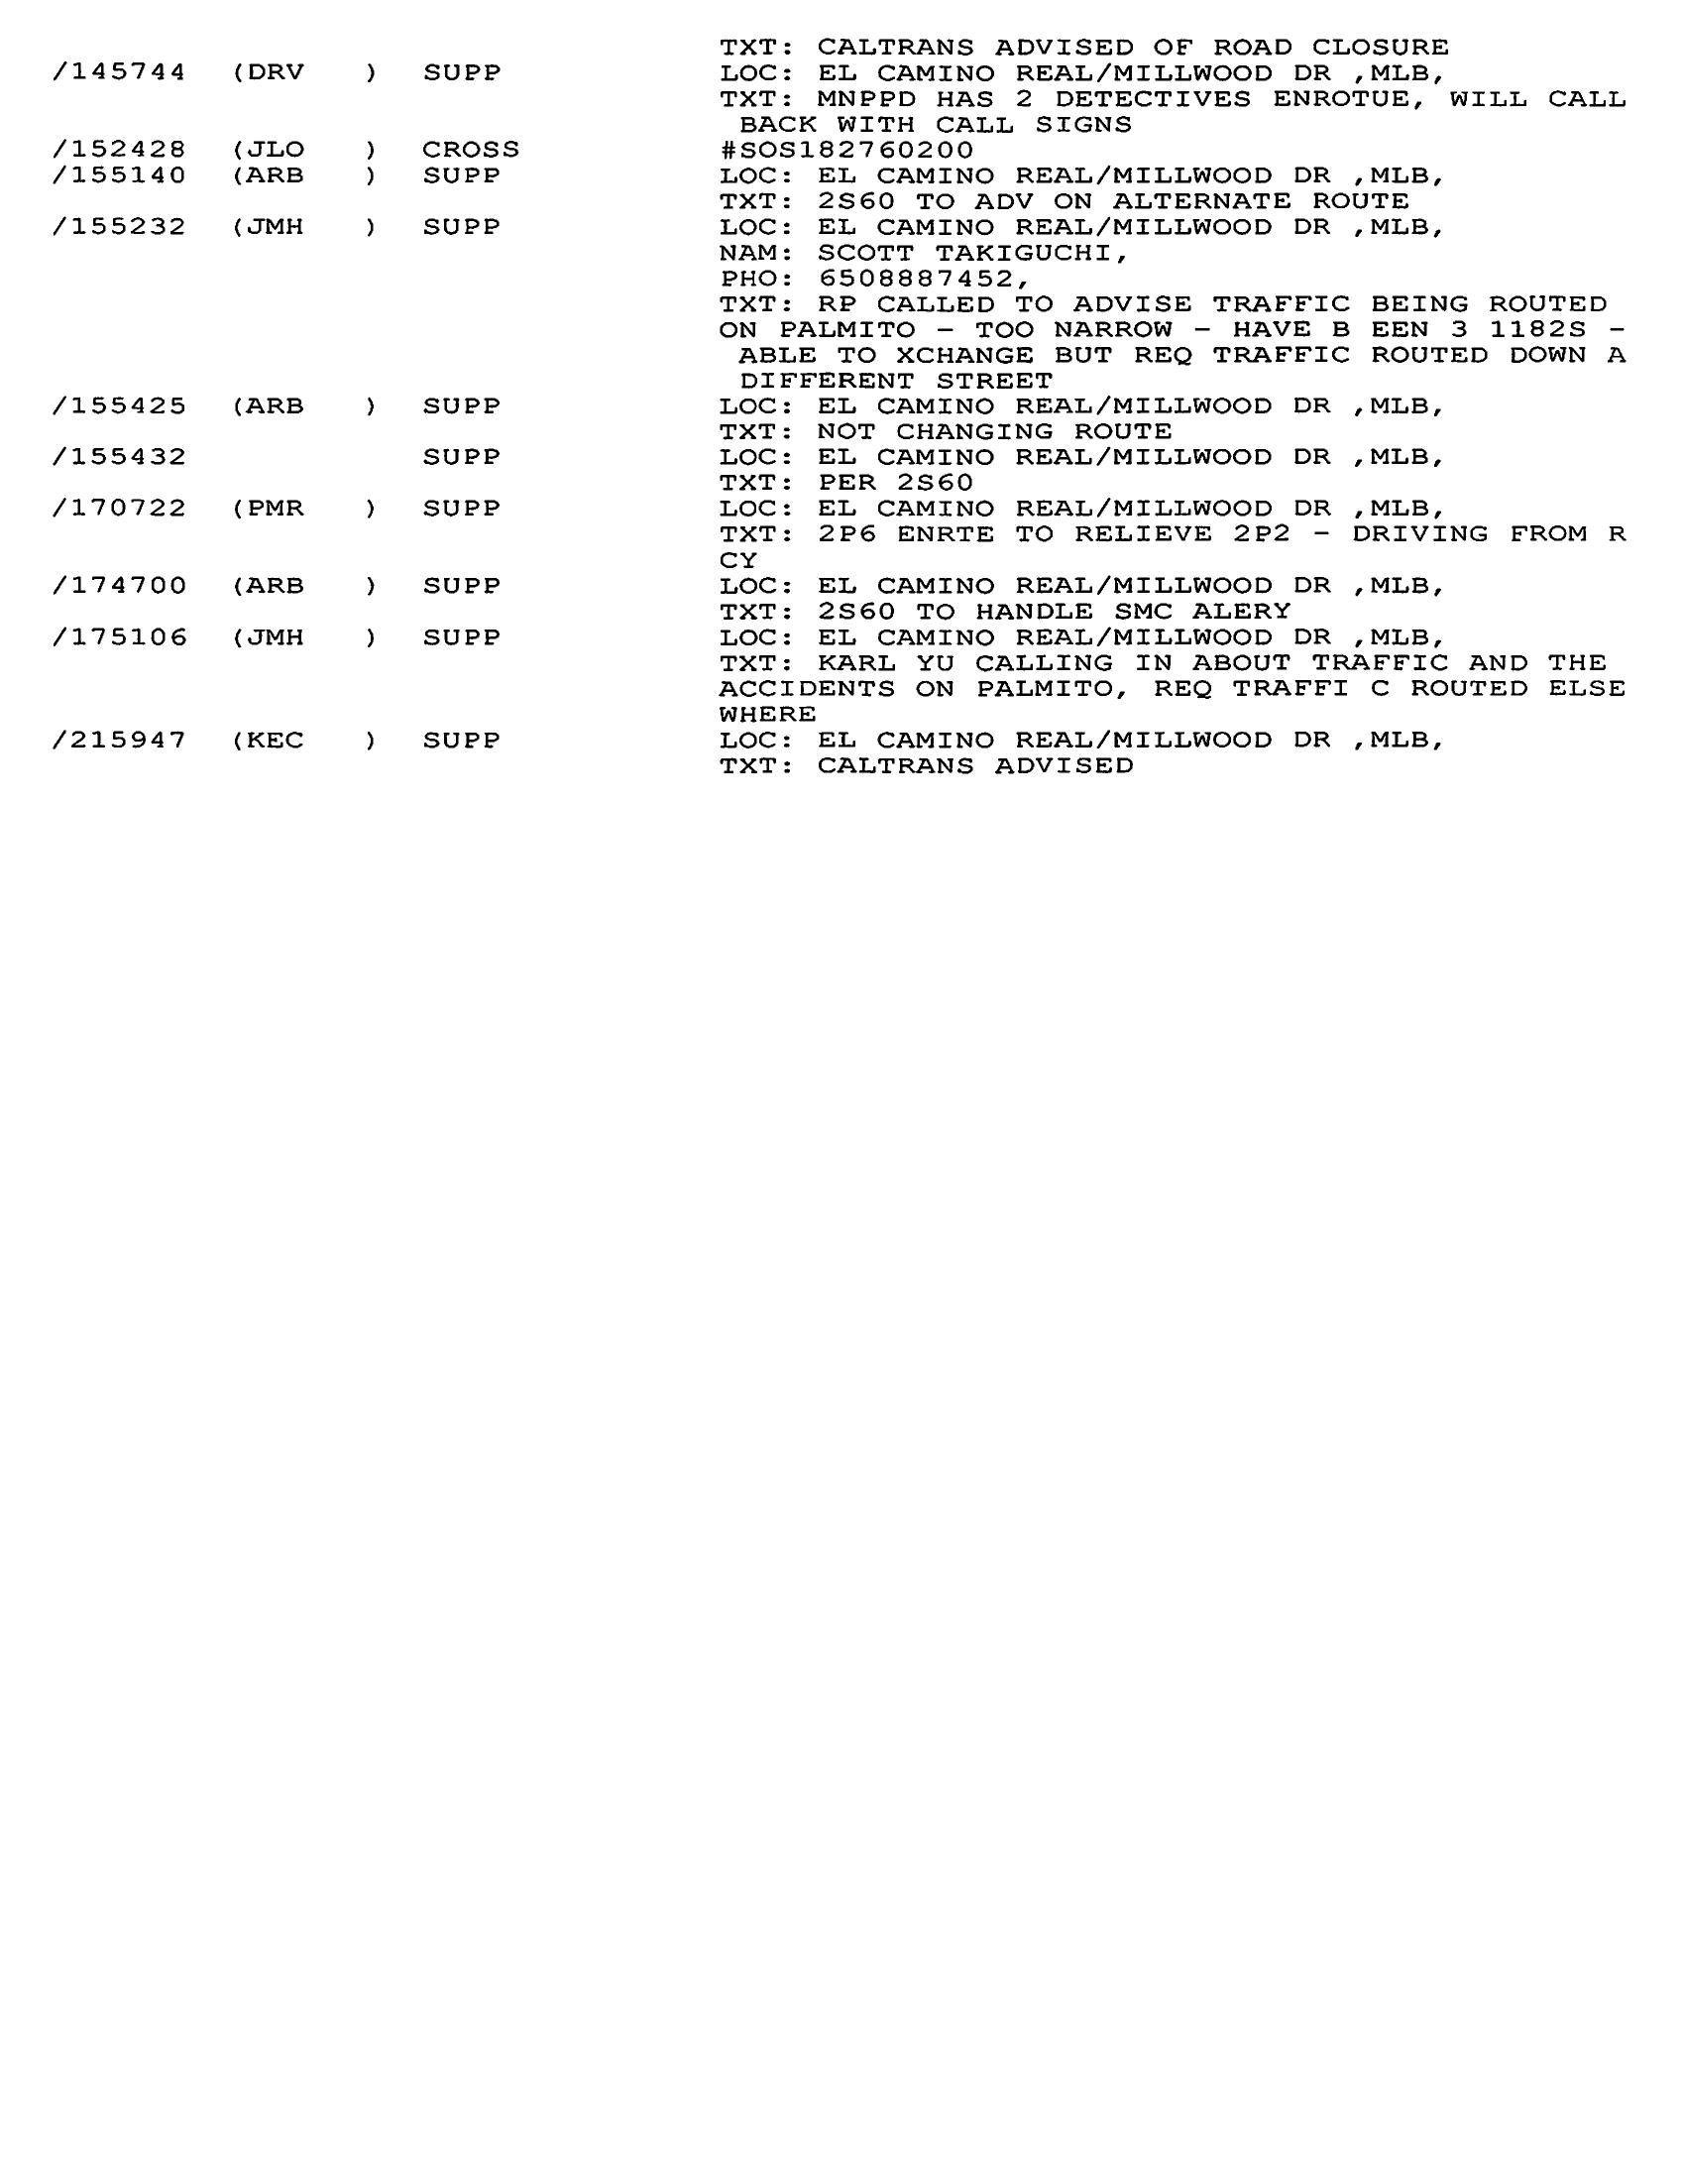 TXT: CALTRANS ADVISED OF ROAD CLOSURE
/145744 (DRV ) SUPP LOC: EL CAMINO REAL/MILLWOOD DR ,MLB,
TXT: MNPPD HAS 2 DETECTIVES ENROTUE, WILL CALL
BACK WITH CALL SIGNS
/152428 (JLO ) CROSS #SOS182760200
/155140 (ARB ) SUPP LOC: EL CAMINO REAL/MILLWOOD DR ,MLB,
TXT: 2S60 TO ADV ON ALTERNATE ROUTE
/155232 (JMH ) SUPP LOC: EL CAMINO REAL/MILLWOOD DR ,MLB,
NAM: SCOTT TAKIGUCHI,
PHO: 6508887452,
TXT: RP CALLED TO ADVISE TRAFFIC BEING ROUTED
ON PALMITO - TOO NARROW - HAVE B EEN 3 1182S -
ABLE TO XCHANGE BUT REQ TRAFFIC ROUTED DOWN A
DIFFERENT STREET
/155425 (ARB ) SUPP LOC: EL CAMINO REAL/MILLWOOD DR ,MLB,
TXT: NOT CHANGING ROUTE
/155432 SUPP LOC: EL CAMINO REAL/MILLWOOD DR ,MLB,
TXT: PER 2S60
/170722 (PMR ) SUPP LOC: EL CAMINO REAL/MILLWOOD DR ,MLB,
TXT: 2P6 ENRTE TO RELIEVE 2P2 - DRIVING FROM R
CY
/174700 (ARB ) SUPP LOC: EL CAMINO REAL/MILLWOOD DR ,MLB,
TXT: 2S60 TO HANDLE SMC ALERY
/175106 (JMH ) SUPP LOC: EL CAMINO REAL/MILLWOOD DR ,MLB,
TXT: KARL YU CALLING IN ABOUT TRAFFIC AND THE
ACCIDENTS ON PALMITO, REQ TRAFFI C ROUTED ELSE
WHERE
/215947 (KEC ) SUPP LOC: EL CAMINO REAL/MILLWOOD DR ,MLB,
TXT: CALTRANS ADVISED